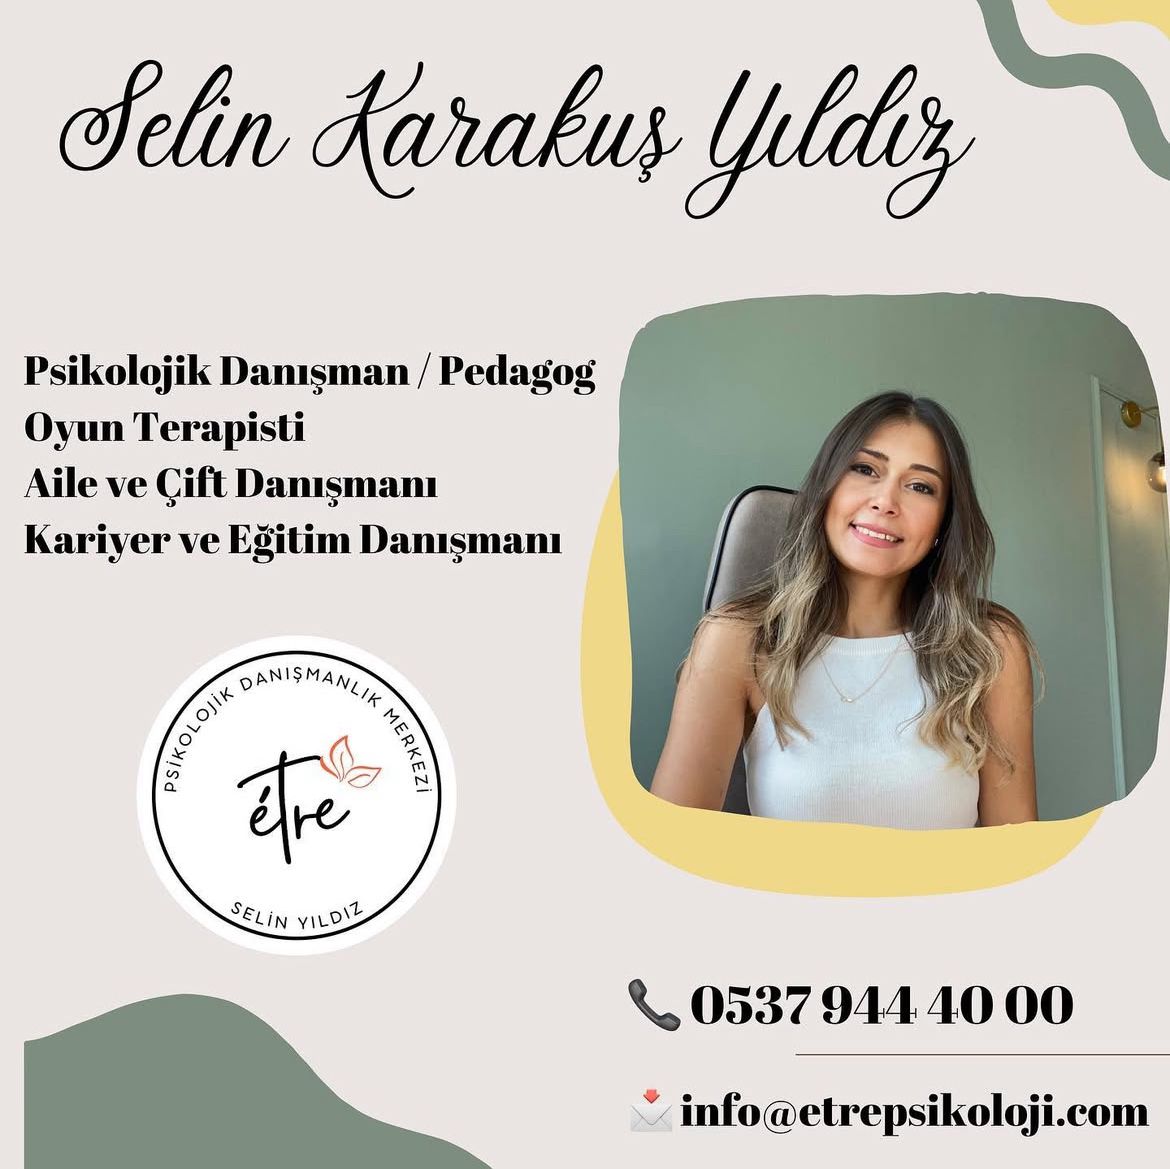 Selin Karakuş Yıldız
Psikolojik Danışman / Pedagog
Oyun Terapisti
Aile ve Çift Danışmanı
Kariyer ve Eğitim Danışmanı
PSİKOLOJİK DANIŞMANLIK MERKEZİ
étre
SELİN YILDIZ
0537 944 40 00
info@etrepsikoloji.com